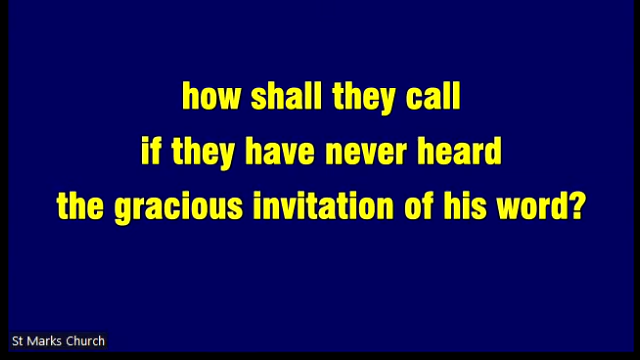 how shall they call
if they have never heard
the gracious invitation of his word?
St Marks Church